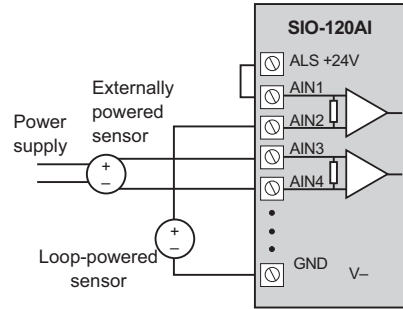 SIO-120AI
ALS +24V
AIN1
AIN2
AIN3
AIN4
GND
V–
Externally
powered
sensor
Power
supply
+
–
+
–
Loop-powered
sensor